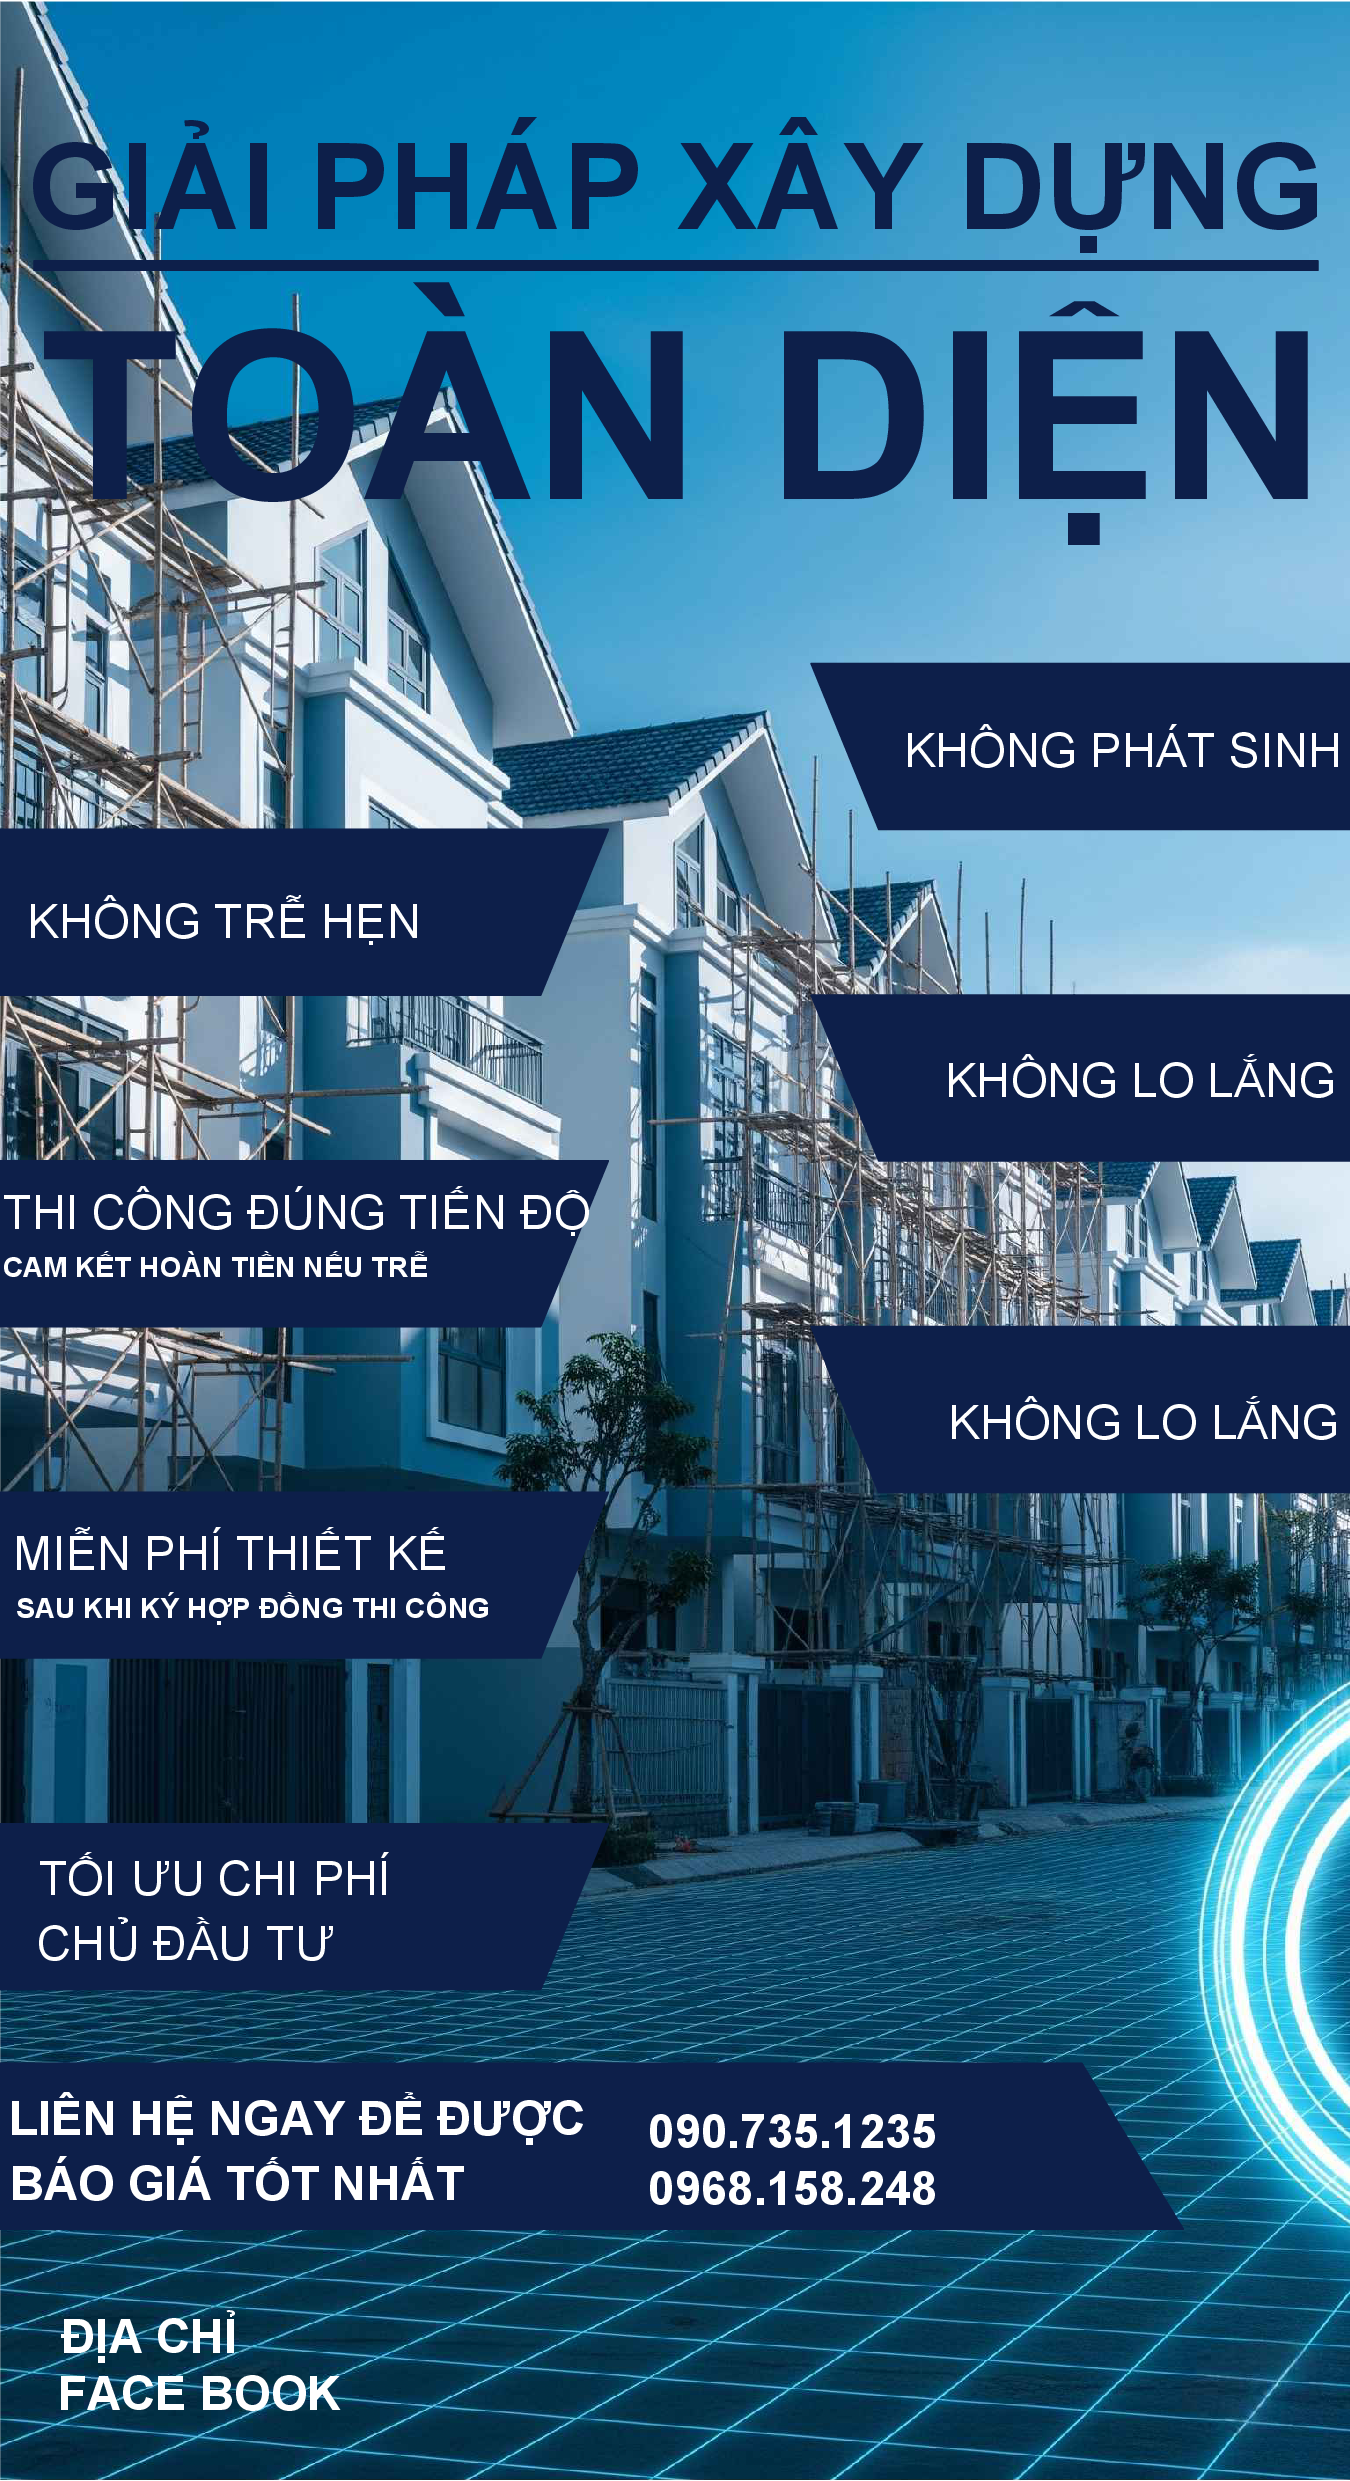 GIẢI PHÁP XÂY DỰNG
TOÀN DIỆN
KHÔNG PHÁT SINH
KHÔNG TRỄ HẸN
KHÔNG LO LẮNG
THI CÔNG ĐÚNG TIẾN ĐỘ
CAM KẾT HOÀN TIỀN NẾU TRỄ
KHÔNG LO LẮNG
MIỄN PHÍ THIẾT KẾ
SAU KHI KÝ HỢP ĐỒNG THI CÔNG
TỐI ƯU CHI PHÍ
CHỦ ĐẦU TƯ
LIÊN HỆ NGAY ĐỂ ĐƯỢC
BÁO GIÁ TỐT NHẤT
090.735.1235
0968.158.248
ĐỊA CHỈ
FACE BOOK